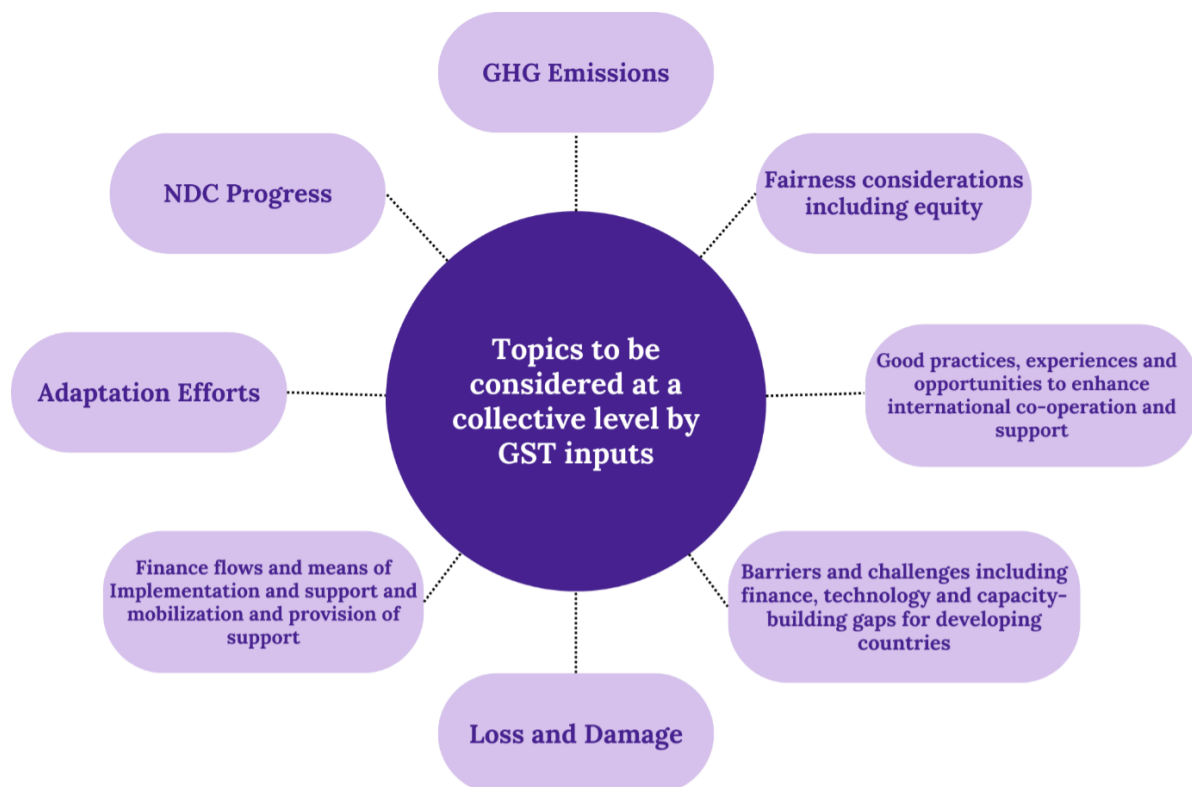 GHG Emissions
NDC Progress
Fairness considerations
including equity
Topics to be
considered at a
collective level by
GST inputs
Adaptation Efforts
Good practices, experiences and
opportunities to enhance
international co-operation and
support
Finance flows and means of
Implementation and support and
mobilization and provision of
support
Barriers and challenges including
finance, technology and capacity-
building gaps for developing
countries
Loss and Damage